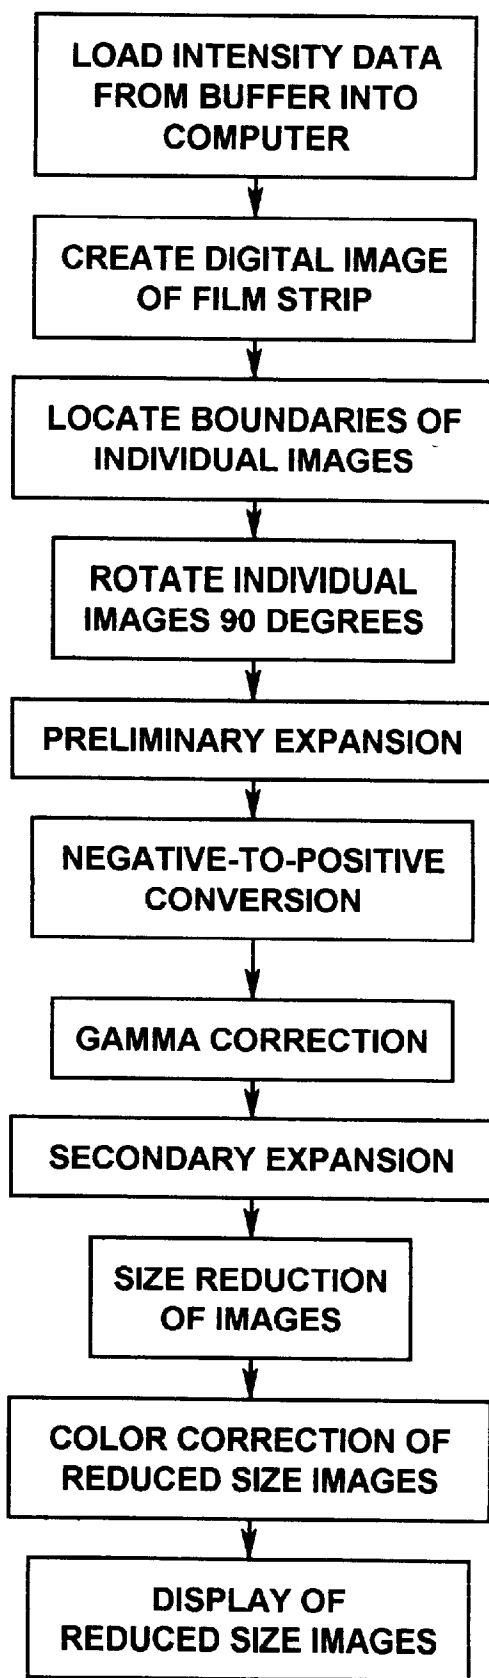 LOAD INTENSITY DATA
FROM BUFFER INTO
COMPUTER
CREATE DIGITAL IMAGE
OF FILM STRIP
LOCATE BOUNDARIES OF
INDIVIDUAL IMAGES
ROTATE INDIVIDUAL
IMAGES 90 DEGREES
PRELIMINARY EXPANSION
NEGATIVE-TO-POSITIVE
CONVERSION
GAMMA CORRECTION
SECONDARY EXPANSION
SIZE REDUCTION
OF IMAGES
COLOR CORRECTION OF
REDUCED SIZE IMAGES
DISPLAY OF
REDUCED SIZE IMAGES